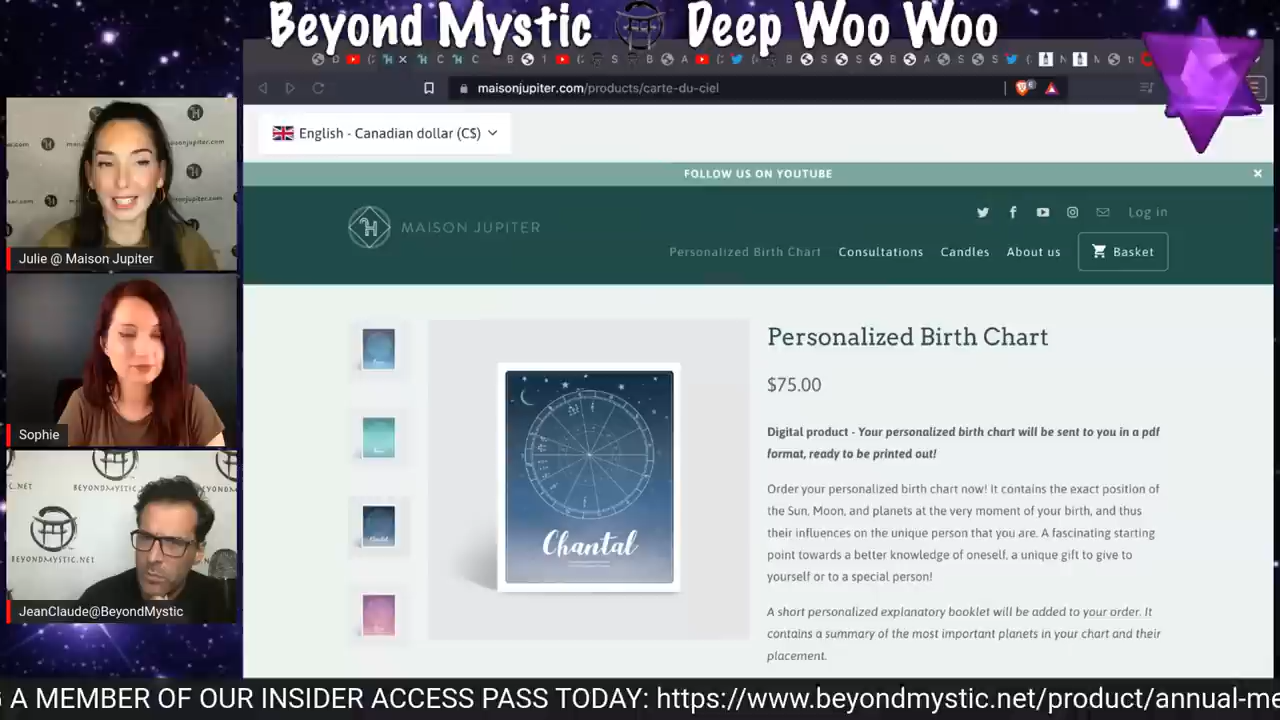 Beyond Mystic Deep Woo Woo
maisonjupiter.com/products/carte-du-ciel
English - Canadian dollar (C$)
FOLLOW US ON YOUTUBE
MAISON JUPITER
Log in
Personalized Birth Chart Consultations Candles About us Basket
maisonjupiter.com
Julie @ Maison Jupiter
Sophie
BEYONDMYSTIC
BEYONDMYSTIC.NET
JeanClaude@BeyondMystic
Chantal
Personalized Birth Chart
$75.00
Digital product - Your personalized birth chart will be sent to you in a pdf
format, ready to be printed out!
Order your personalized birth chart now! It contains the exact position of
the Sun, Moon, and planets at the very moment of your birth, and thus
their influences on the unique person that you are. A fascinating starting
point towards a better knowledge of oneself, a unique gift to give to
yourself or to a special person!
A short personalized explanatory booklet will be added to your order. It
contains a summary of the most important planets in your chart and their
placement.
A MEMBER OF OUR INSIDER ACCESS PASS TODAY: https://www.beyondmystic.net/product/annual-me